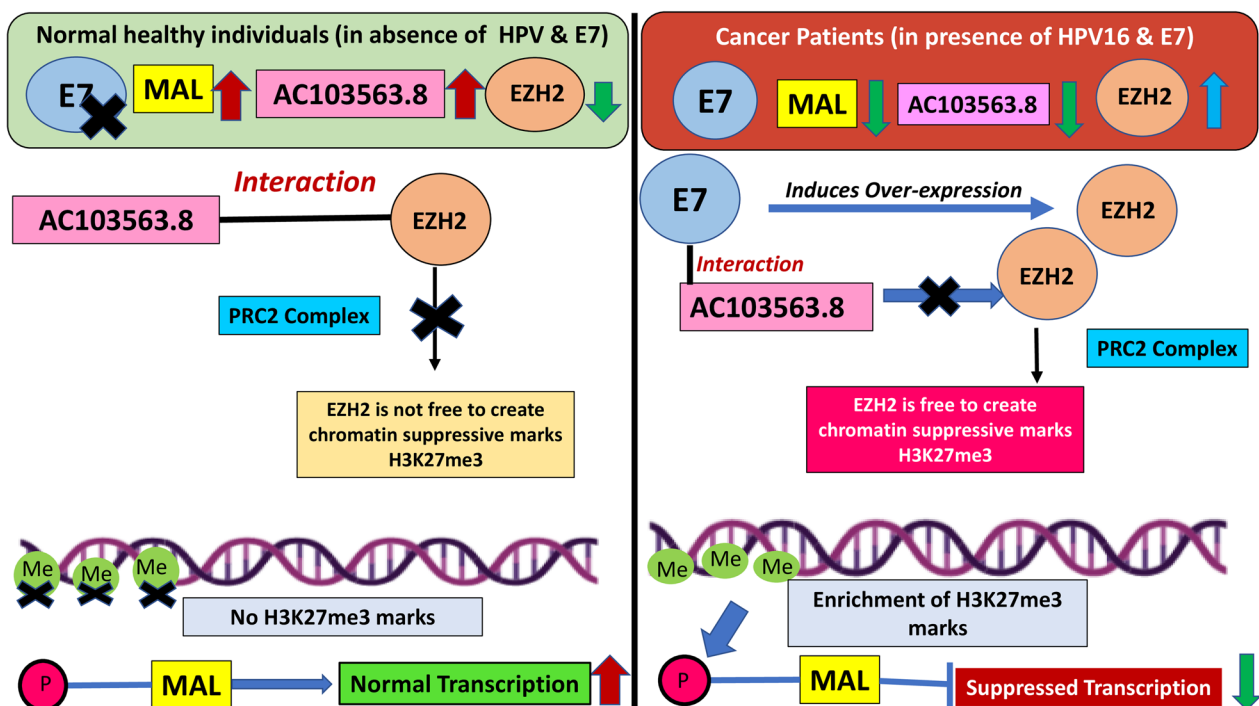 Normal healthy individuals (in absence of HPV & E7)
E7
MAL
AC103563.8
EZH2
Interaction
AC103563.8
EZH2
PRC2 Complex
EZH2 is not free to create
chromatin suppressive marks
H3K27me3
Me
Me
Me
No H3K27me3 marks
P
MAL
Normal Transcription
Cancer Patients (in presence of HPV16 & E7)
E7
MAL
AC103563.8
EZH2
E7
Induces Over-expression
EZH2
EZH2
Interaction
AC103563.8
PRC2 Complex
EZH2 is free to create
chromatin suppressive marks
H3K27me3
Me
Me
Me
Enrichment of H3K27me3
marks
P
MAL
Suppressed Transcription